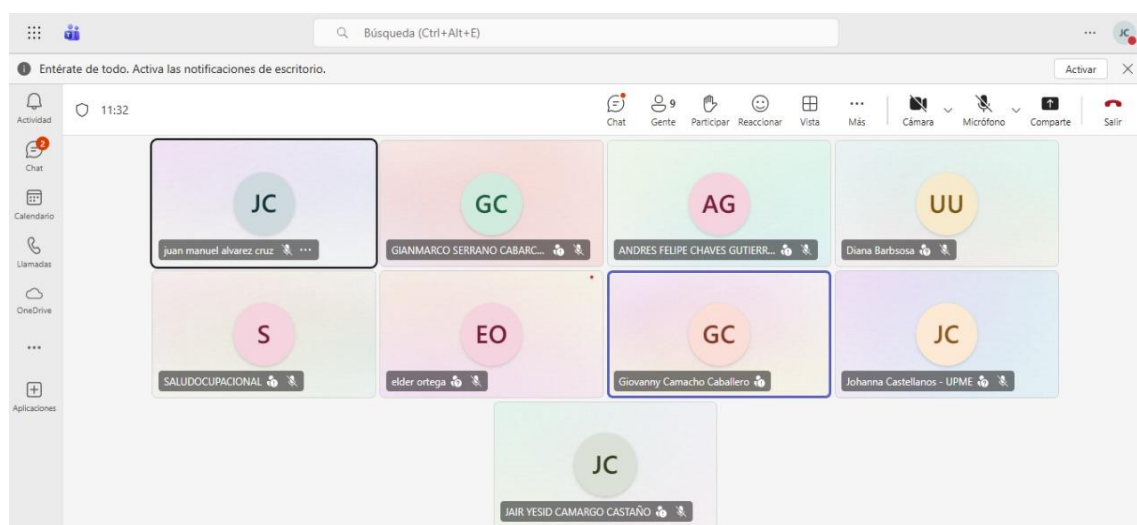 Búsqueda (Ctrl+Alt+E)
JC
Entérate de todo. Activa las notificaciones de escritorio.
Activar
Actividad
11:32
Chat
9
Gente
Participar
Reaccionar
Vista
Más
Cámara
Micrófono
Comparte
Salir
2
Chat
Calendario
Llamadas
OneDrive
Aplicaciones
JC
juan manuel alvarez cruz
GC
GIANMARCO SERRANO CABARC...
AG
ANDRES FELIPE CHAVES GUTIERR...
UU
Diana Barbsosa
S
SALUDOCUPACIONAL
EO
elder ortega
GC
Giovanny Camacho Caballero
JC
Johanna Castellanos - UPME
JC
JAIR YESID CAMARGO CASTAÑO